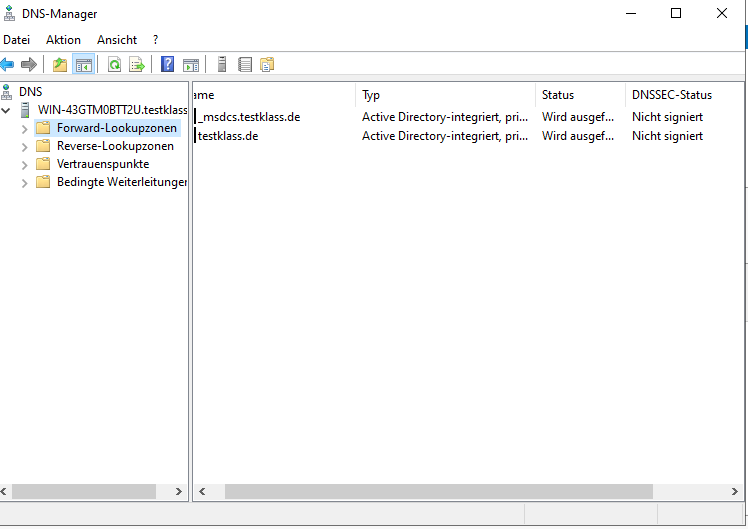 DNS-Manager
Datei Aktion Ansicht ?
DNS
WIN-43GTM0BTT2U.testklass
Forward-Lookupzonen
Reverse-Lookupzonen
Vertrauenspunkte
Bedingte Weiterleitunger
ame Typ Status DNSSEC-Status
_msdcs.testklass.de Active Directory-integriert, pri... Wird ausgef... Nicht signiert
testklass.de Active Directory-integriert, pri... Wird ausgef... Nicht signiert